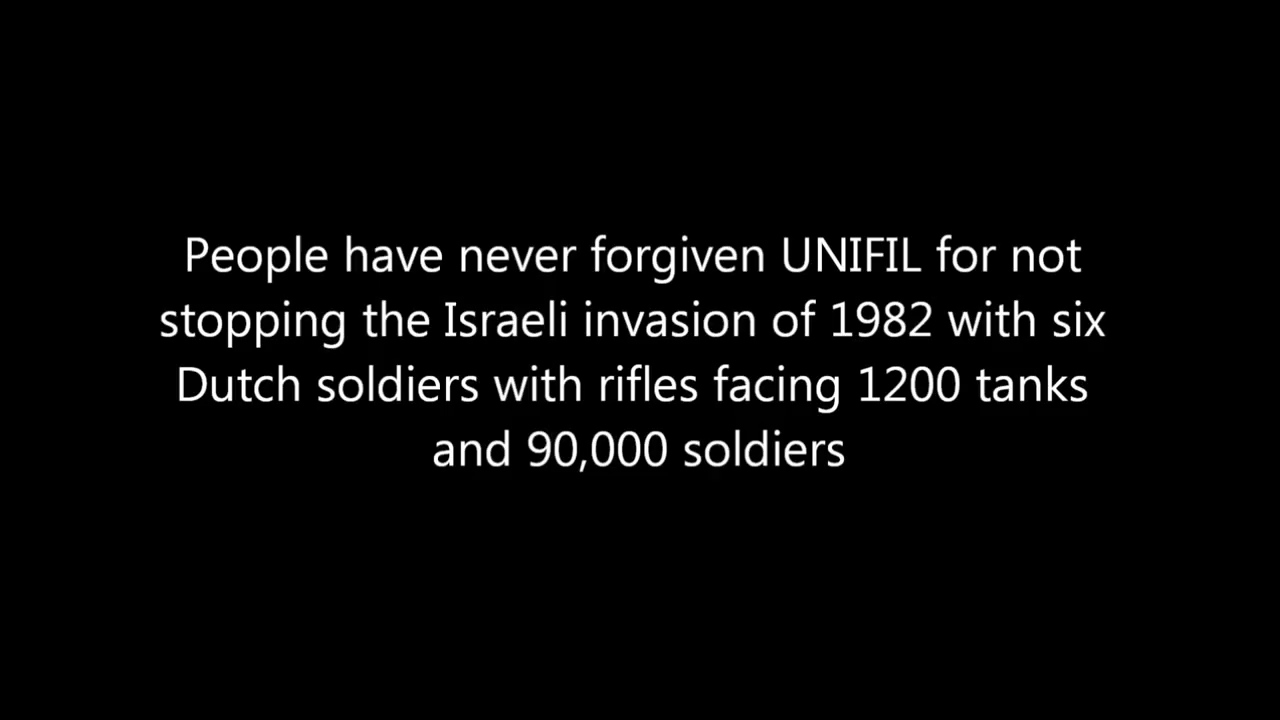 People have never forgiven UNIFIL for not
stopping the Israeli invasion of 1982 with six
Dutch soldiers with rifles facing 1200 tanks
and 90,000 soldiers